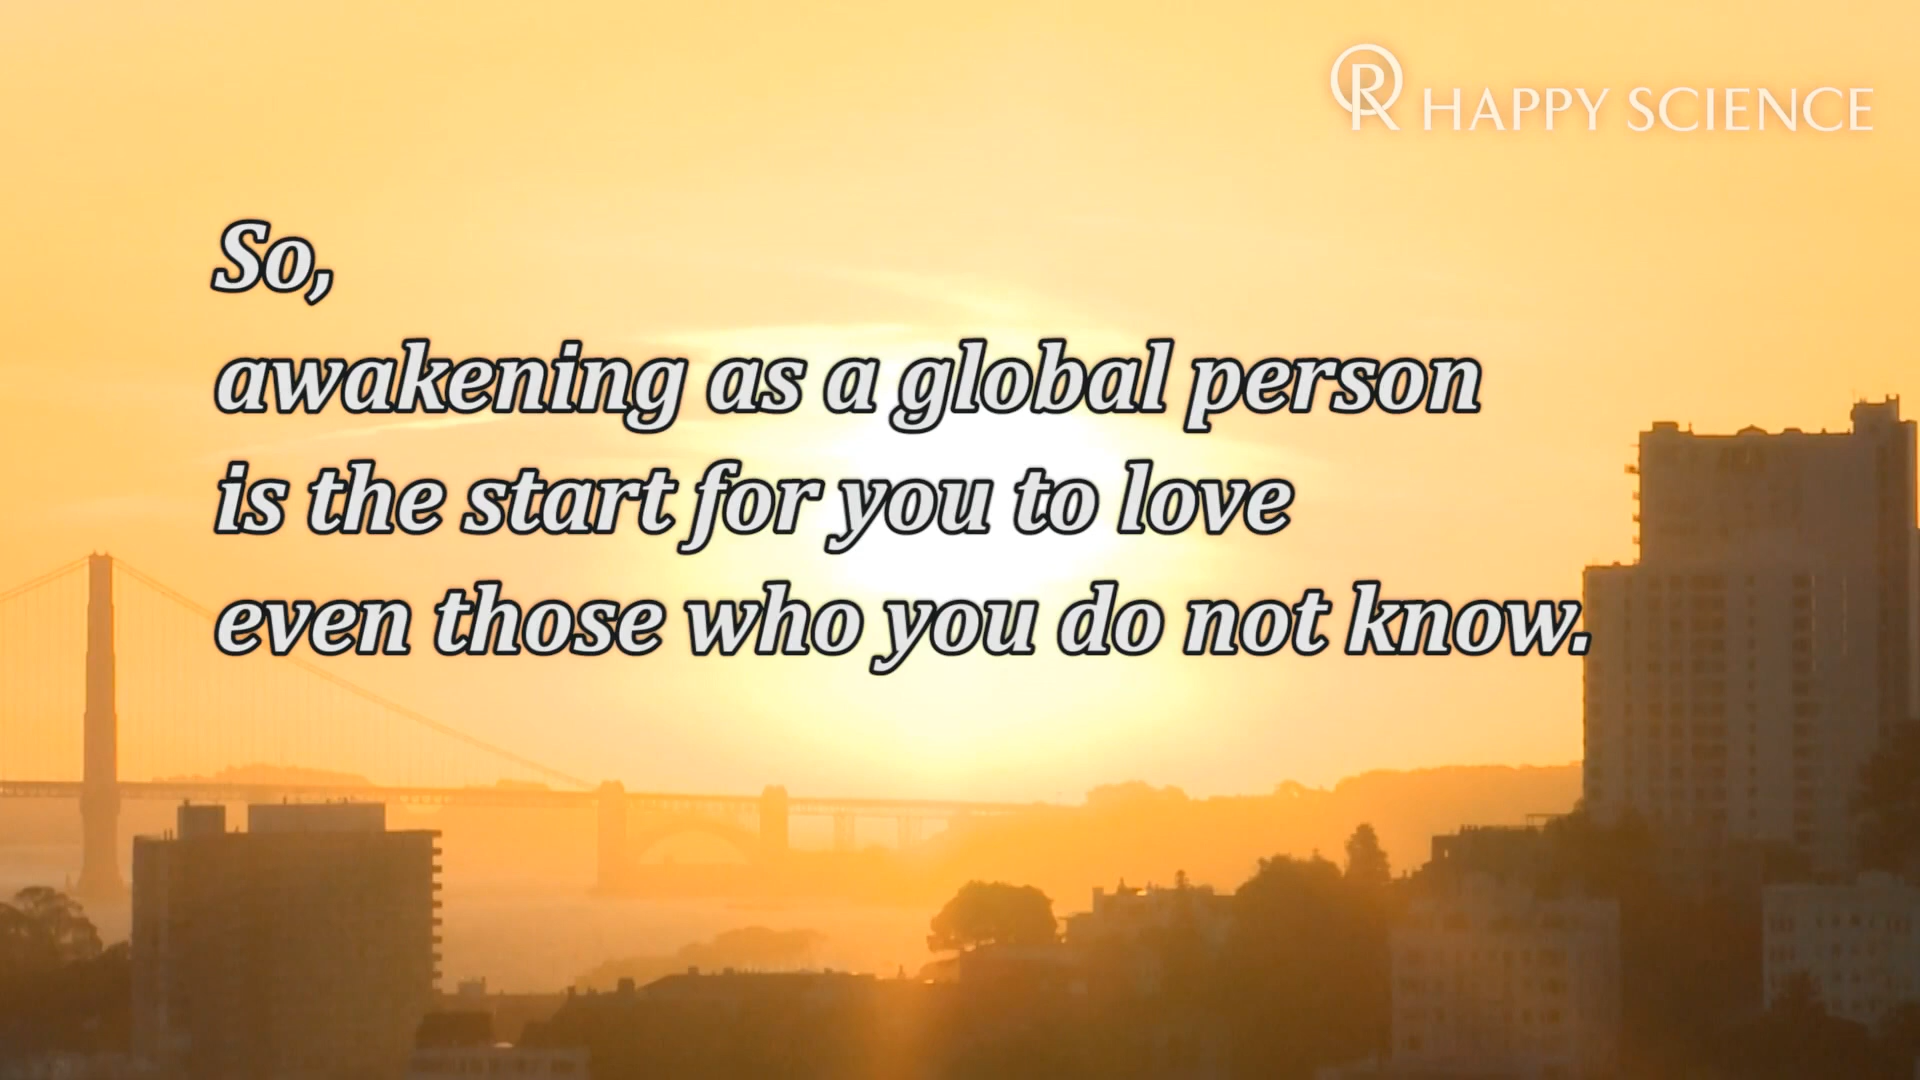 HAPPY SCIENCE
So,
awakening as a global person
is the start for you to love
even those who you do not know.